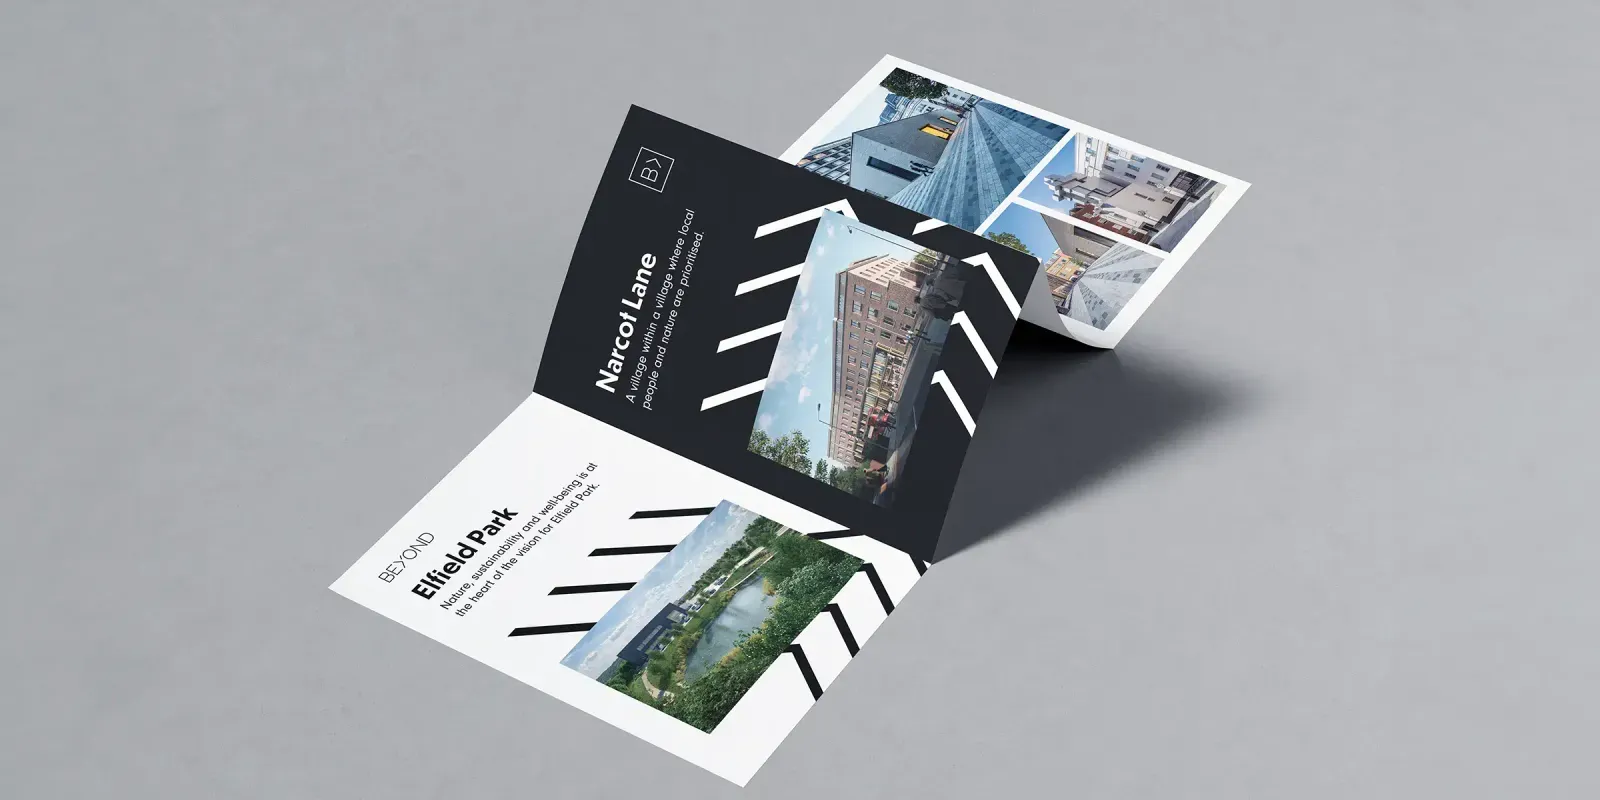 BEYOND
Elfield Park
Nature, sustainability and well-being is at
the heart of the vision for Elfield Park.
B>
Narcot Lane
A village within a village where local
people and nature are prioritised.